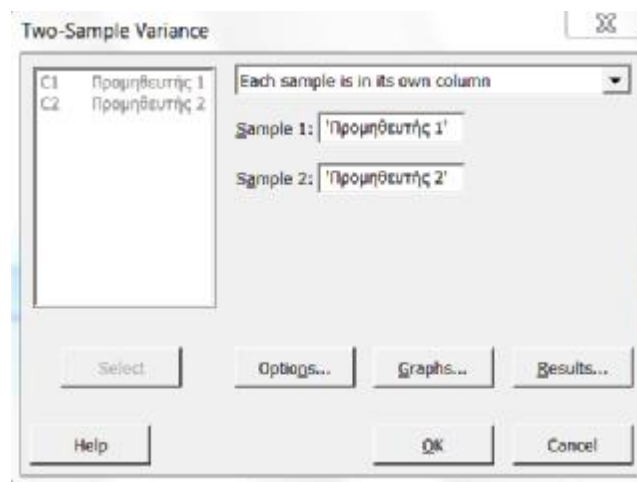 Two-Sample Variance
C1 Προμηθευτής 1
C2 Προμηθευτής 2
Each sample is in its own column
Sample 1: 'Προμηθευτής 1'
Sample 2: 'Προμηθευτής 2'
Select
Options...
Graphs...
Results...
Help
OK
Cancel